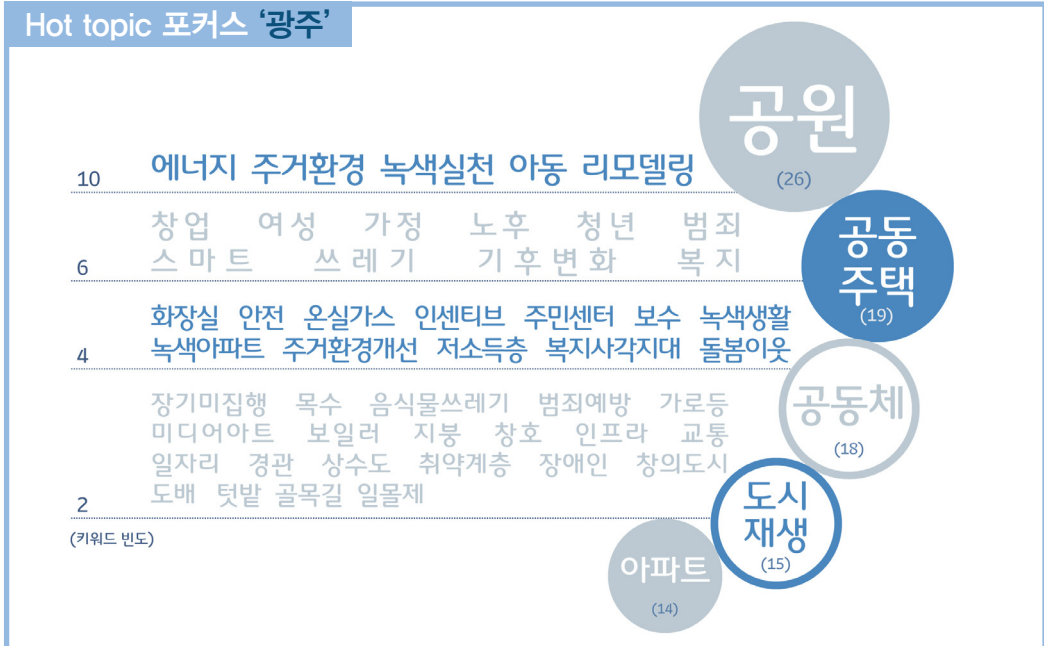 Hot topic 포커스 ‘광주’
공원
(26)
10 에너지 주거환경 녹색실천 아동 리모델링
공동
주택
(19)
창업 여성 가정 노후 청년 범죄
6 스마트 쓰레기 기후변화 복지
화장실 안전 온실가스 인센티브 주민센터 보수 녹색생활
4 녹색아파트 주거환경개선 저소득층 복지사각지대 돌봄이웃
공동체
(18)
장기미집행 목수 음식물쓰레기 범죄예방 가로등
미디어아트 보일러 지붕 창호 인프라 교통
일자리 경관 상수도 취약계층 장애인 창의도시
2 도배 텃밭 골목길 일몰제
(키워드 빈도)
도시
재생
(15)
아파트
(14)